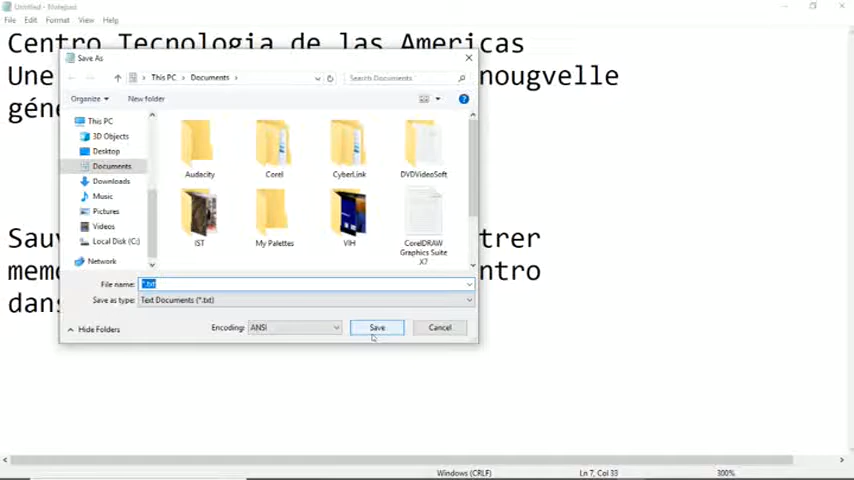 Untitled - Notepad
File Edit Format View Help
Centro Tecnologia de las Americas
Une nougvelle
géné
Sauv trer
memo ntro
dans
Save As
This PC > Documents >
Search Documents
Organize New folder
This PC
3D Objects
Desktop
Documents
Downloads
Music
Pictures
Videos
Local Disk (C:)
Network
Audacity Corel CyberLink DVDVideoSoft
IST My Palettes VIH CorelDRAW
Graphics Suite
X7
File name: *.txt
Save as type: Text Documents (*.txt)
Hide Folders Encoding: ANSI Save Cancel
Windows (CRLF) Ln 7, Col 33 300%